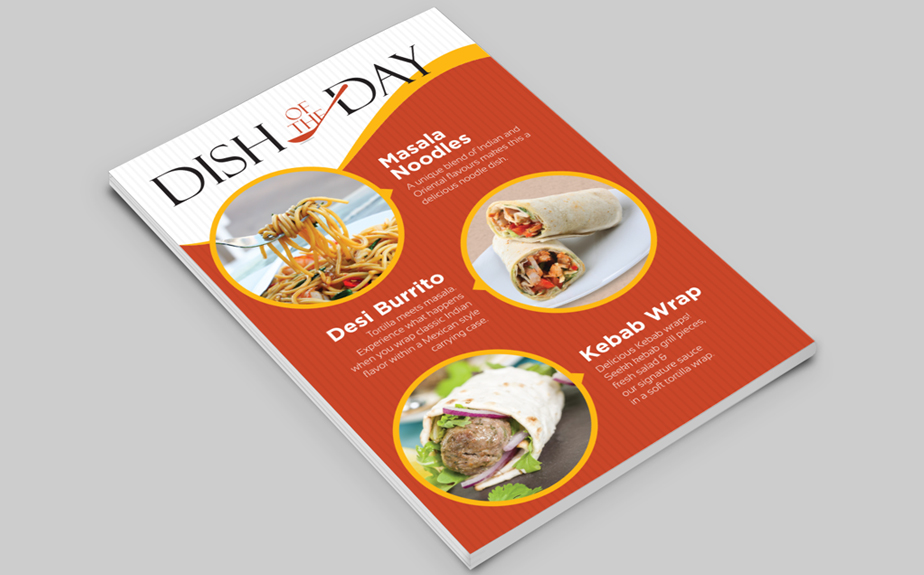 DISH OF THE DAY
Masala
Noodles
A unique blend of Indian and
Oriental flavours makes this a
delicious noodle dish.
Desi Burrito
Tortilla meets masala.
Experience what happens
when you wrap classic Indian
flavor within a Mexican style
carrying case.
Kebab Wrap
Delicious Kebab wraps!
Seekh kebab grill pieces,
fresh salad &
our signature sauce
in a soft tortilla wrap.